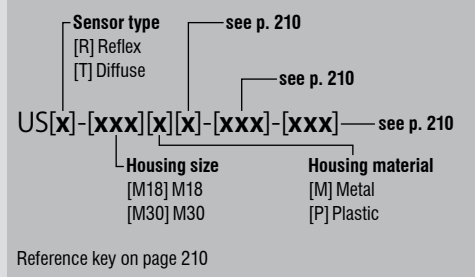 Sensor type
[R] Reflex
[T] Diffuse
see p. 210
see p. 210
US[x]-[xxx][x][x]-[xxx]-[xxx]
see p. 210
Housing size
[M18] M18
[M30] M30
Housing material
[M] Metal
[P] Plastic
Reference key on page 210